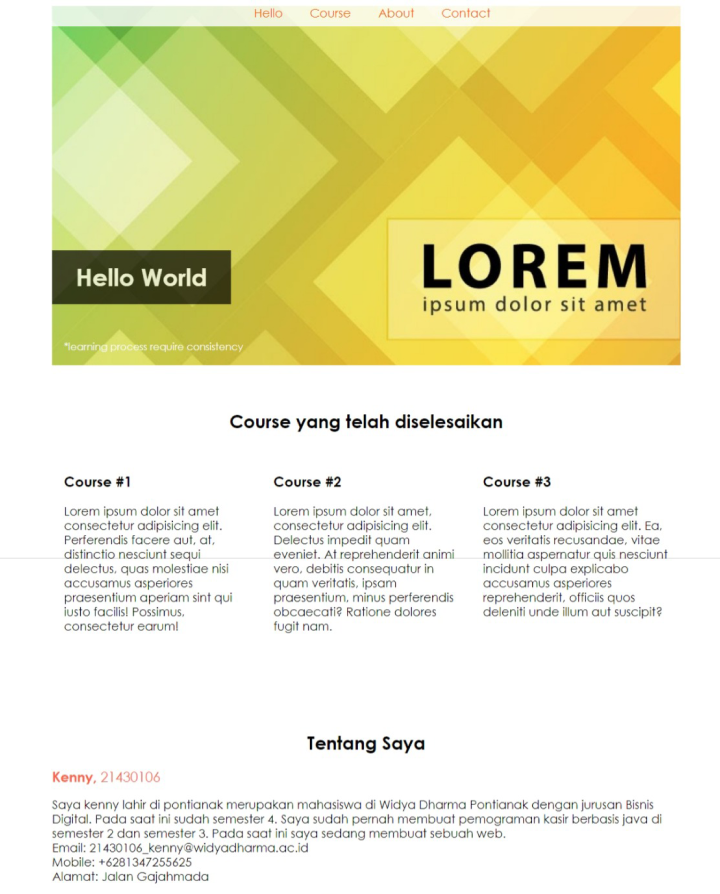 Hello Course About Contact
LOREM
ipsum dolor sit amet
Hello World
*learning process require consistency
Course yang telah diselesaikan
Course #1
Lorem ipsum dolor sit amet
consectetur adipisicing elit.
Perferendis facere aut, at,
distinctio nesciunt sequi
delectus, quas molestiae nisi
accusamus asperiores
praesentium aperiam sint qui
iusto facilis! Possimus,
consectetur earum!
Course #2
Lorem ipsum dolor sit amet,
consectetur adipisicing elit.
Delectus impedit quam
eveniet. At reprehenderit animi
vero, debitis consequatur in
quam veritatis, ipsam
praesentium, minus perferendis
obcaecati? Ratione dolores
fugit nam.
Course #3
Lorem ipsum dolor sit amet
consectetur adipisicing elit. Ea,
eos veritatis recusandae, vitae
mollitia aspernatur quis nesciunt
incidunt culpa explicabo
accusamus asperiores
reprehenderit, officiis quos
deleniti unde illum aut suscipit?
Tentang Saya
Kenny, 21430106
Saya kenny lahir di pontianak merupakan mahasiswa di Widya Dharma Pontianak dengan jurusan Bisnis
Digital. Pada saat ini sudah semester 4. Saya sudah pernah membuat pemograman kasir berbasis java di
semester 2 dan semester 3. Pada saat ini saya sedang membuat sebuah web.
Email: 21430106_kenny@widyadharma.ac.id
Mobile: +6281347255625
Alamat: Jalan Gajahmada